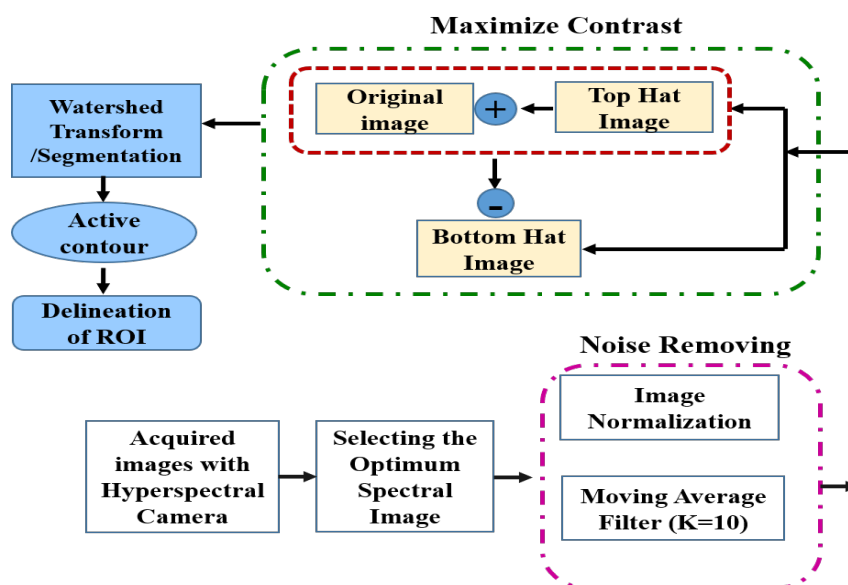 Maximize Contrast
Original
image
+
Top Hat
Image
-
Bottom Hat
Image
Watershed
Transform
/Segmentation
Active
contour
Delineation
of ROI
Noise Removing
Image
Normalization
Moving Average
Filter (K=10)
Acquired
images with
Hyperspectral
Camera
Selecting the
Optimum
Spectral
Image